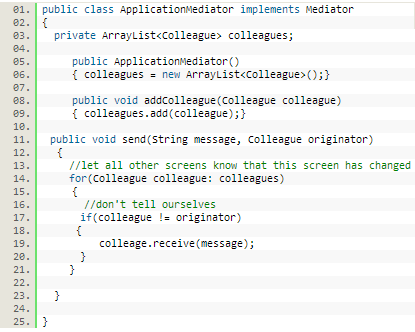 01. public class ApplicationMediator implements Mediator
02. {
03.   private ArrayList<Colleague> colleagues;
04.
05.     public ApplicationMediator()
06.     { colleagues = new ArrayList<Colleague>();}
07.
08.     public void addColleague(Colleague colleague)
09.     { colleagues.add(colleague);}
10.
11.  public void send(String message, Colleague originator)
12.   {
13.     //let all other screens know that this screen has changed
14.     for(Colleague colleague: colleagues)
15.     {
16.       //don't tell ourselves
17.       if(colleague != originator)
18.      {
19.         colleage.receive(message);
20.       }
21.     }
22.
23.   }
24.
25. }